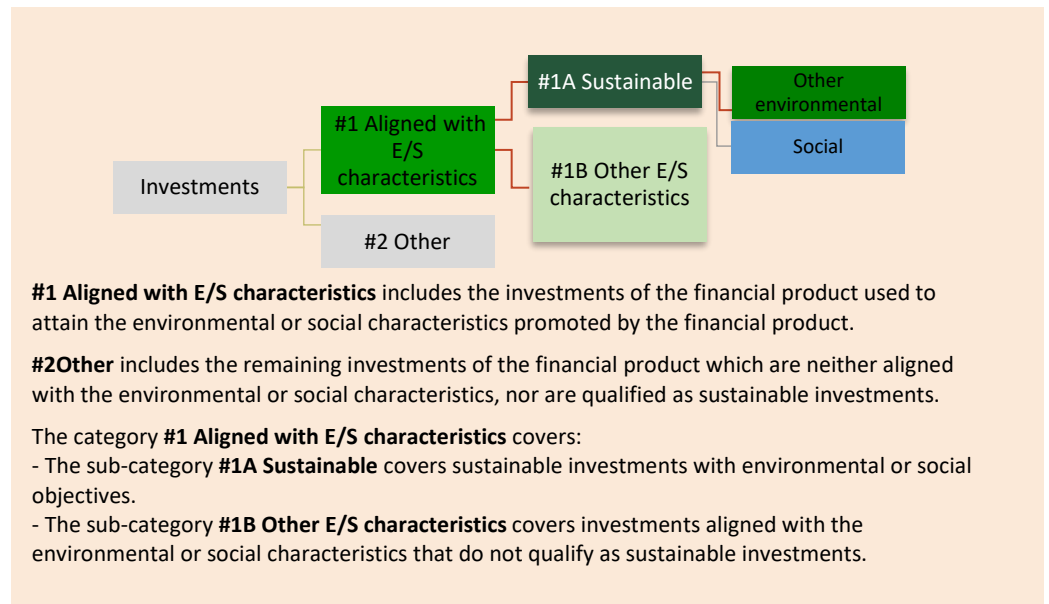 #1A Sustainable
Other
environmental
Social
#1 Aligned with
E/S
characteristics
#1B Other E/S
characteristics
Investments
#2 Other
#1 Aligned with E/S characteristics includes the investments of the financial product used to
attain the environmental or social characteristics promoted by the financial product.
#2Other includes the remaining investments of the financial product which are neither aligned
with the environmental or social characteristics, nor are qualified as sustainable investments.
The category #1 Aligned with E/S characteristics covers:
- The sub-category #1A Sustainable covers sustainable investments with environmental or social
objectives.
- The sub-category #1B Other E/S characteristics covers investments aligned with the
environmental or social characteristics that do not qualify as sustainable investments.